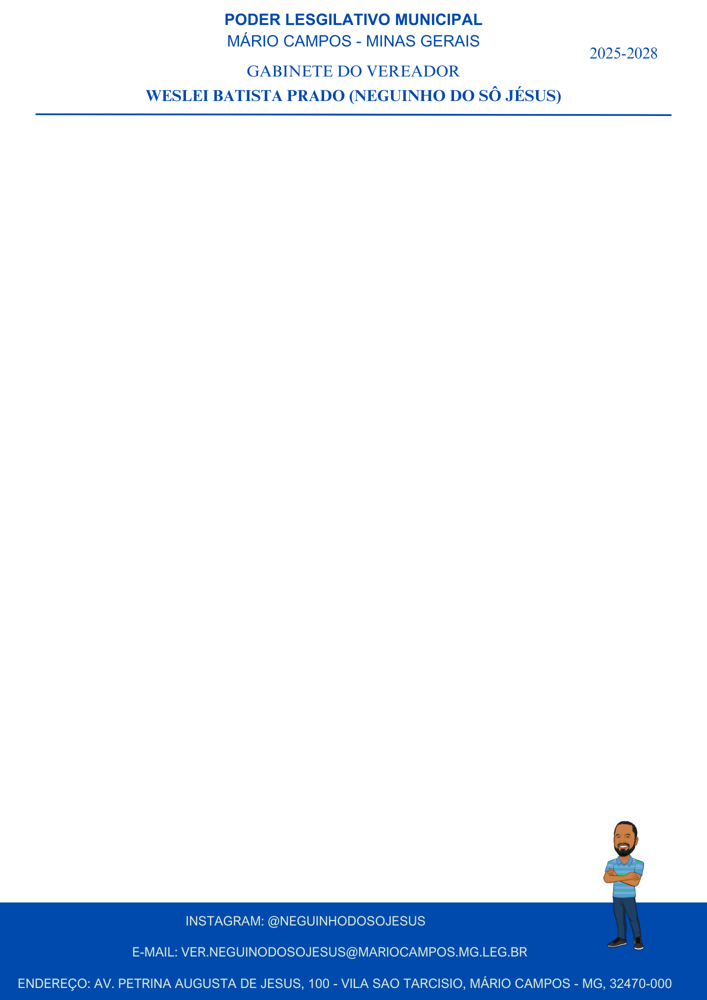 PODER LESGILATIVO MUNICIPAL
MÁRIO CAMPOS - MINAS GERAIS
2025-2028
GABINETE DO VEREADOR
WESLEI BATISTA PRADO (NEGUINHO DO SÔ JÉSUS)
INSTAGRAM: @NEGUINHODOSOJESUS
E-MAIL: VER.NEGUINODOSOJESUS@MARIOCAMPOS.MG.LEG.BR
ENDEREÇO: AV. PETRINA AUGUSTA DE JESUS, 100 - VILA SAO TARCISIO, MÁRIO CAMPOS - MG, 32470-000